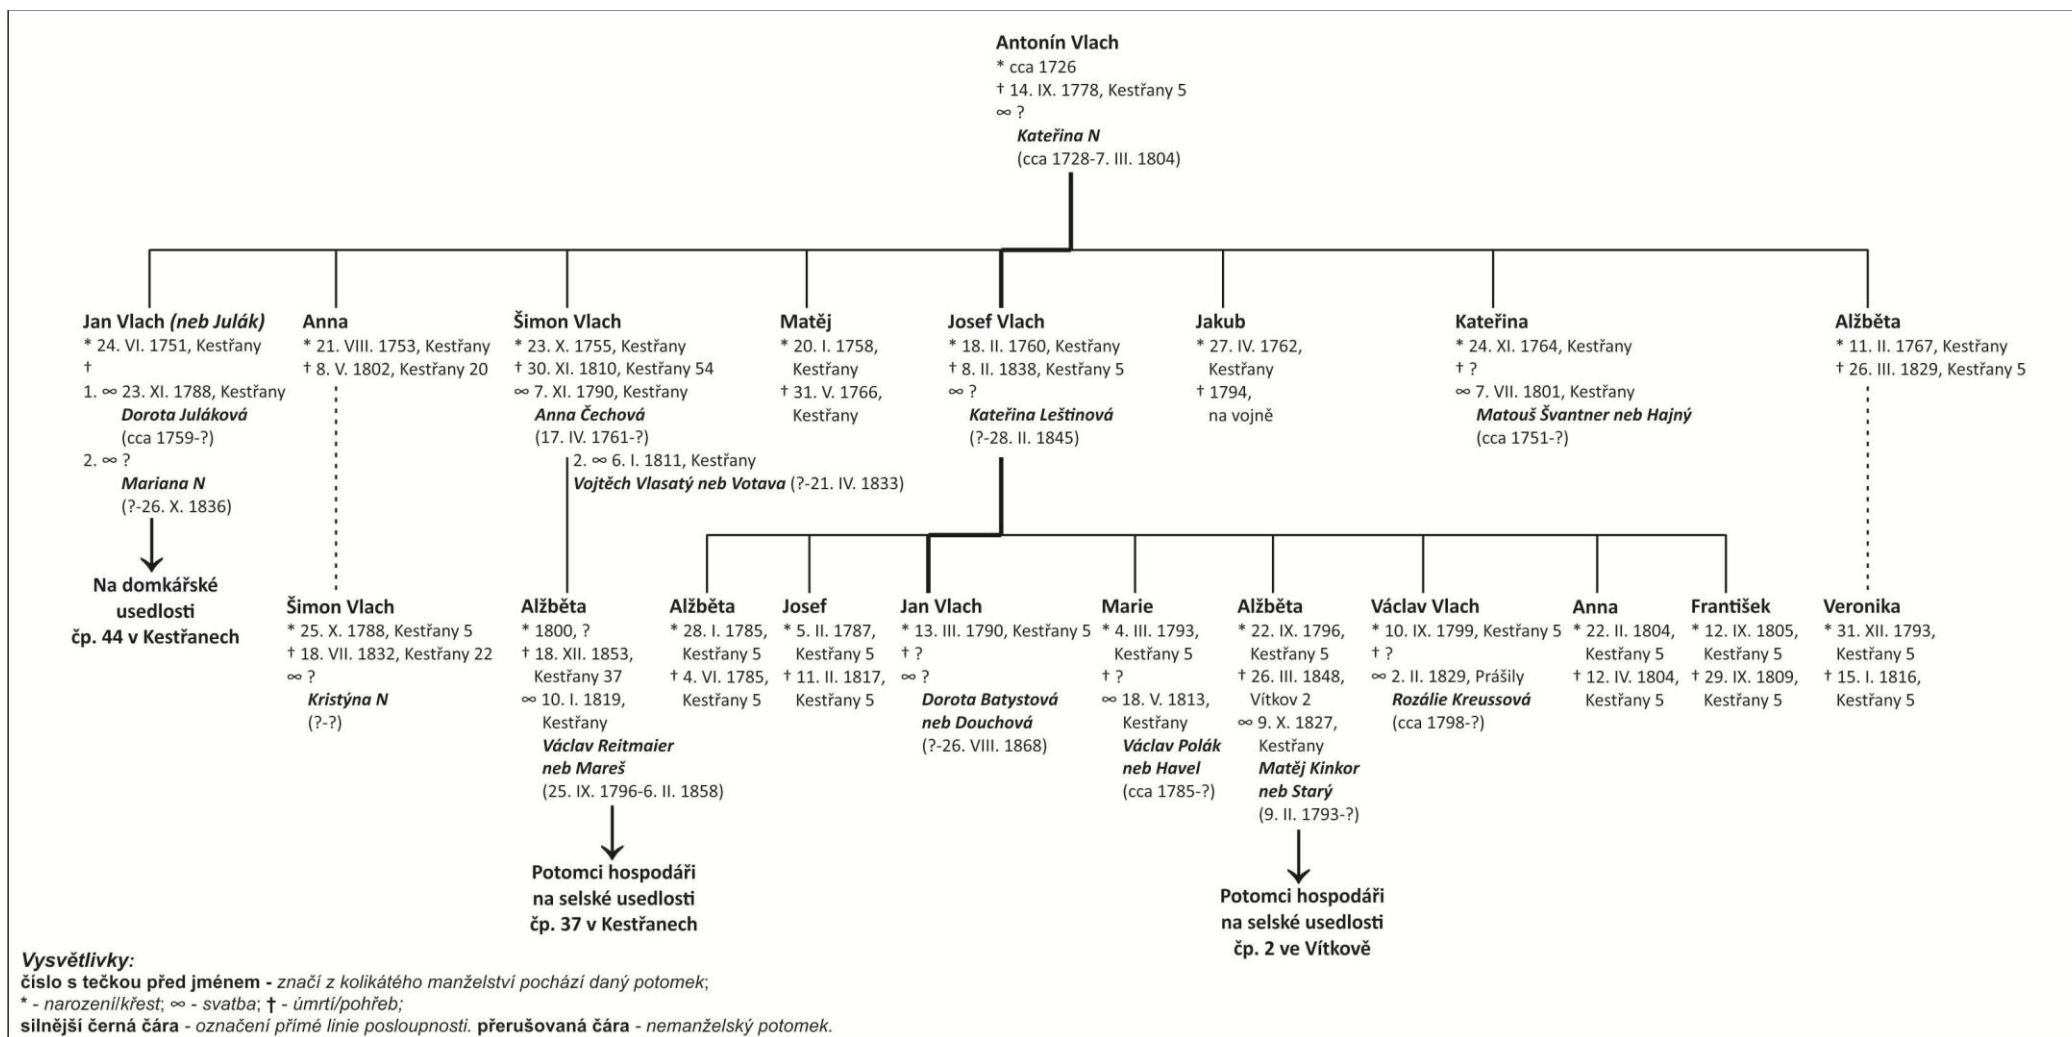 Antonín Vlach
* cca 1726
† 14. IX. 1778, Kestřany 5
∞ ?
Kateřina N
(cca 1728-7. III. 1804)
Jan Vlach (neb Julák)
* 24. VI. 1751, Kestřany
†
1. ∞ 23. XI. 1788, Kestřany
Dorota Juláková
(cca 1759-?)
2. ∞ ?
Mariana N
(?-26. X. 1836)
Na domkářské
usedlosti
čp. 44 v Kestřanech
Anna
* 21. VIII. 1753, Kestřany
† 8. V. 1802, Kestřany 20
Šimon Vlach
* 23. X. 1755, Kestřany
† 30. XI. 1810, Kestřany 54
∞ 7. XI. 1790, Kestřany
Anna Čechová
(17. IV. 1761-?)
2. ∞ 6. I. 1811, Kestřany
Vojtěch Vlasatý neb Votava (?-21. IV. 1833)
Matěj
* 20. I. 1758,
Kestřany
† 31. V. 1766,
Kestřany
Josef Vlach
* 18. II. 1760, Kestřany
† 8. II. 1838, Kestřany 5
∞ ?
Kateřina Leštinová
(?-28. II. 1845)
Jakub
* 27. IV. 1762,
Kestřany
† 1794,
na vojně
Kateřina
* 24. XI. 1764, Kestřany
† ?
∞ 7. VII. 1801, Kestřany
Matouš Švantner neb Hajný
(cca 1751-?)
Alžběta
* 11. II. 1767, Kestřany
† 26. III. 1829, Kestřany 5
Šimon Vlach
* 25. X. 1788, Kestřany 5
† 18. VII. 1832, Kestřany 22
∞ ?
Kristýna N
(?-?)
Alžběta
* 1800, ?
† 18. XII. 1853,
Kestřany 37
∞ 10. I. 1819,
Kestřany
Václav Reitmaier
neb Mareš
(25. IX. 1796-6. II. 1858)
Potomci hospodáři
na selské usedlosti
čp. 37 v Kestřanech
Alžběta
* 28. I. 1785,
Kestřany 5
† 4. VI. 1785,
Kestřany 5
Josef
* 5. II. 1787,
Kestřany 5
† 11. II. 1817,
Kestřany 5
Jan Vlach
* 13. III. 1790, Kestřany 5
† ?
∞ ?
Dorota Batystová
neb Douchová
(?-26. VIII. 1868)
Marie
* 4. III. 1793,
Kestřany 5
† ?
∞ 18. V. 1813,
Kestřany
Václav Polák
neb Havel
(cca 1785-?)
Alžběta
* 22. IX. 1796,
Kestřany 5
† 26. III. 1848,
Vítkov 2
∞ 9. X. 1827,
Kestřany
Matěj Kinkor
neb Starý
(9. II. 1793-?)
Potomci hospodáři
na selské usedlosti
čp. 2 ve Vítkově
Václav Vlach
* 10. IX. 1799, Kestřany 5
† ?
∞ 2. II. 1829, Prášily
Rozálie Kreussová
(cca 1798-?)
Anna
* 22. II. 1804,
Kestřany 5
† 12. IV. 1804,
Kestřany 5
František
* 12. IX. 1805,
Kestřany 5
† 29. IX. 1809,
Kestřany 5
Veronika
* 31. XII. 1793,
Kestřany 5
† 15. I. 1816,
Kestřany 5
Vysvětlivky:
číslo s tečkou před jménem - značí z kolikátého manželství pochází daný potomek;
* - narození/křest; ∞ - svatba; † - úmrtí/pohřeb;
silnější černá čára - označení přímé linie posloupnosti. přerušovaná čára - nemanželský potomek.